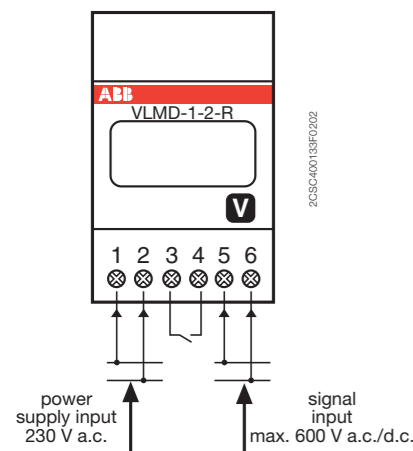 ABB
VLMD-1-2-R
2CSC400133F0202
V
1 2 3 4 5 6
power
supply input
230 V a.c.
signal
input
max. 600 V a.c./d.c.